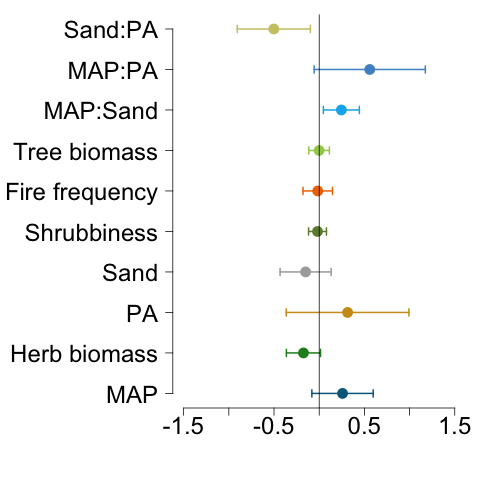 Sand:PA
MAP:PA
MAP:Sand
Tree biomass
Fire frequency
Shrubbiness
Sand
PA
Herb biomass
MAP
-1.5 -0.5 0.5 1.5